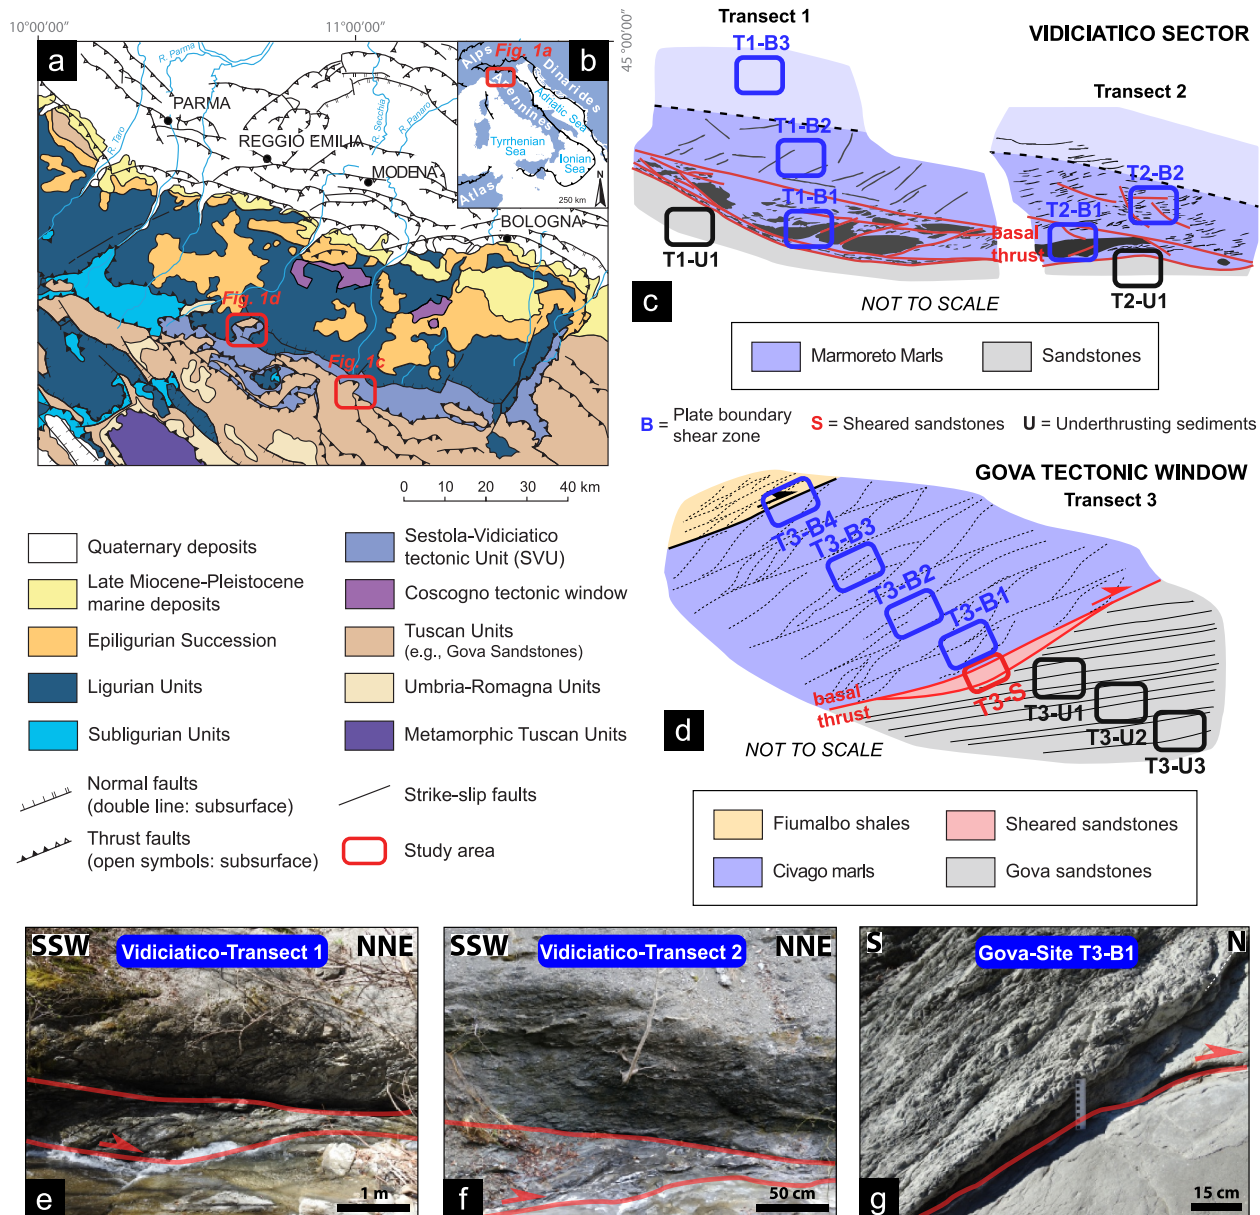 10°00'00"
11°00'00"
45°00'00"
a
R. Parma
PARMA
R. Taro
REGGIO EMILIA
R. Secchia
R. Panaro
MODENA
BOLOGNA
Fig. 1d
Fig. 1c
Fig. 1a
b
Alps
Apennines
Dinarides
Adriatic Sea
Tyrrhenian
Sea
Ionian
Sea
Atlas
N
250 km
0 10 20 30 40 km
Quaternary deposits
Late Miocene-Pleistocene
marine deposits
Epiligurian Succession
Ligurian Units
Subligurian Units
Normal faults
(double line: subsurface)
Thrust faults
(open symbols: subsurface)
Sestola-Vidiciatico
tectonic Unit (SVU)
Coscogno tectonic window
Tuscan Units
(e.g., Gova Sandstones)
Umbria-Romagna Units
Metamorphic Tuscan Units
Strike-slip faults
Study area
Transect 1
VIDICIATICO SECTOR
T1-B3
Transect 2
T1-B2
T2-B2
T1-B1
T2-B1
basal
thrust
T1-U1
T2-U1
c
NOT TO SCALE
Marmoreto Marls
Sandstones
B = Plate boundary
shear zone
S = Sheared sandstones
U = Underthrusting sediments
GOVA TECTONIC WINDOW
Transect 3
T3-B4
T3-B3
T3-B2
T3-B1
basal
thrust
T3-S
T3-U1
T3-U2
T3-U3
d
NOT TO SCALE
Fiumalbo shales
Sheared sandstones
Civago marls
Gova sandstones
SSW
Vidiciatico-Transect 1
NNE
e
1 m
SSW
Vidiciatico-Transect 2
NNE
f
50 cm
S
Gova-Site T3-B1
N
g
15 cm